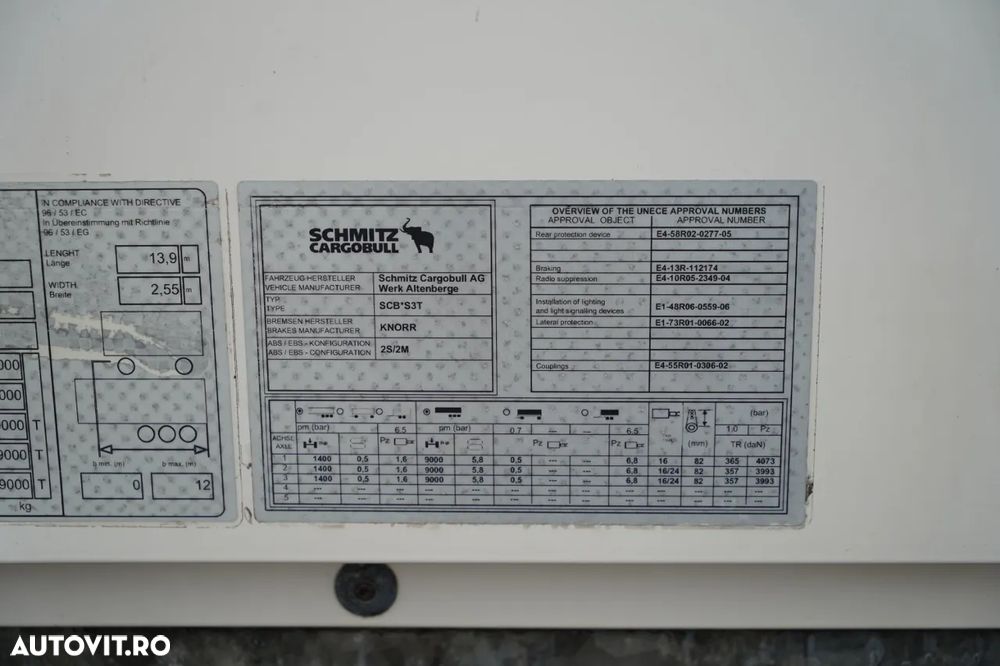 IN COMPLIANCE WITH DIRECTIVE
96 / 53 / EC
In Übereinstimmung mit Richtlinie
96 / 53 / EG
LENGHT
Länge
13,9 m
WIDTH
Breite
2,55 m
9000 T
9000 T
9000 T
b min. (m)
b max. (m)
0
12
kg
SCHMITZ
CARGOBULL
FAHRZEUG HERSTELLER
VEHICLE MANUFACTURER
Schmitz Cargobull AG
Werk Altenberge
TYP
TYPE
SCB*S3T
BREMSEN HERSTELLER
BRAKES MANUFACTURER
KNORR
ABS / EBS - KONFIGURATION
ABS / EBS - CONFIGURATION
2S/2M
OVERVIEW OF THE UNECE APPROVAL NUMBERS
APPROVAL OBJECT APPROVAL NUMBER
Rear protection device E4-58R02-0277-05
Braking E4-13R-112174
Radio suppression E4-10R05-2349-04
Installation of lighting
and light signalling devices E1-48R06-0559-06
Lateral protection E1-73R01-0066-02
Couplings E4-55R01-0306-02
(bar)
pm (bar) 6.5 pm (bar) 0.7 --- --- 6.5 1.0 Pz
ACHSE
AXLE
Pz Pz Pz (mm) TR (daN)
1 1400 0,5 1,6 9000 5,8 0,5 --- --- 6,8 16 82 365 4073
2 1400 0,5 1,6 9000 5,8 0,5 --- --- 6,8 16/24 82 357 3993
3 1400 0,5 1,6 9000 5,8 0,5 --- --- 6,8 16/24 82 357 3993
4 --- --- --- --- --- --- --- --- --- --- --- --- ---
5 --- --- --- --- --- --- --- --- --- --- --- --- ---
AUTOVIT.RO